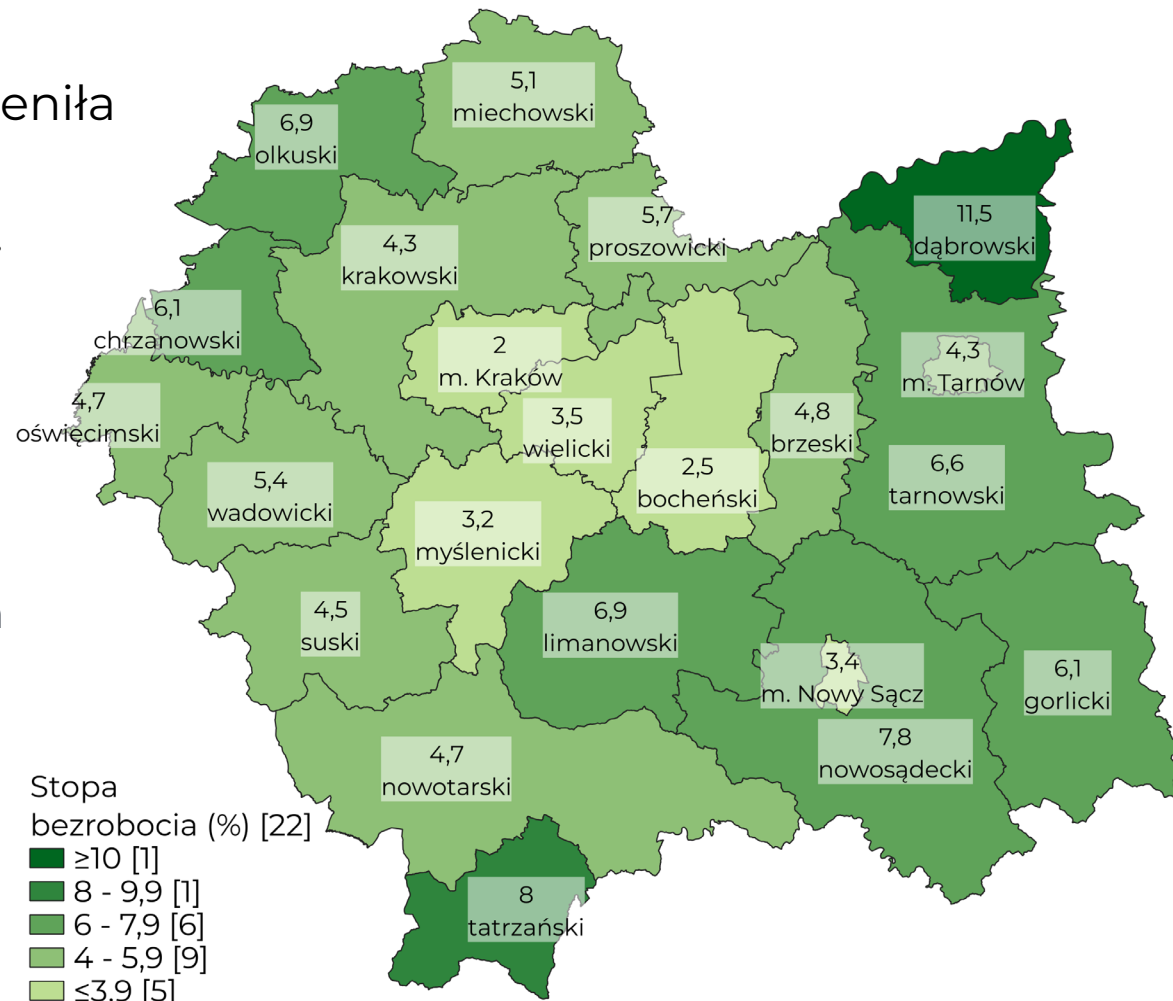 eniła
5,1
miechowski
6,9
olkuski
11,5
dąbrowski
5,7
proszowicki
4,3
krakowski
6,1
chrzanowski
2
m. Kraków
4,3
m. Tarnów
4,7
oświęcimski
3,5
wielicki
4,8
brzeski
2,5
bocheński
6,6
tarnowski
5,4
wadowicki
3,2
myślenicki
4,5
suski
6,9
limanowski
3,4
m. Nowy Sącz
6,1
gorlicki
7,8
nowosądecki
4,7
nowotarski
8
tatrzański
Stopa
bezrobocia (%) [22]
≥10 [1]
8 - 9,9 [1]
6 - 7,9 [6]
4 - 5,9 [9]
≤3,9 [5]